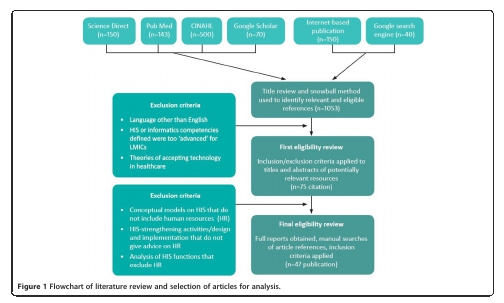 Science Direct
(n-150)
Pub Med
(n-143)
CINAHL
(n-500)
Google Scholar
(n-70)
Internet-based
publication
(n-150)
Google search
engine (n-40)
Title review and snowball method
used to identify relevant and eligible
references (n-1053)
Exclusion criteria
• Language other than English
• HIS or informatics competencies
defined were too 'advanced' for
LMICs
• Theories of accepting technology
in healthcare
First eligibility review
Inclusion/exclusion criteria applied to
titles and abstracts of potentially
relevant resources
(n-75 citation)
Exclusion criteria
• Conceptual models on HIS that do
not include human resources (HR)
• HIS-strengthening activities/design
and implementation that do not
give advice on HR
• Analysis of HIS functions that
exclude HR
Final eligibility review
Full reports obtained, manual searches
of article references, inclusion
criteria applied
(n-47 publication)
Figure 1 Flowchart of literature review and selection of articles for analysis.